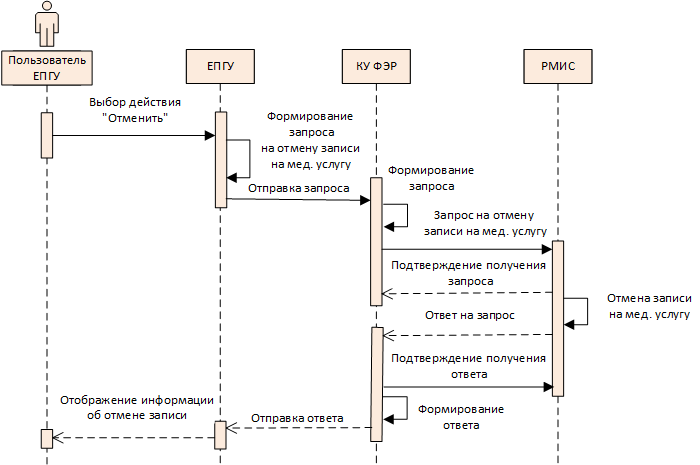 Пользователь
ЕПГУ
ЕПГУ
КУ ФЭР
РМИС
Выбор действия
"Отменить"
Формирование
запроса
на отмену записи
на мед. услугу
Отправка запроса
Формирование
запроса
Запрос на отмену
записи на мед. услугу
Подтверждение получения
запроса
Отмена записи
на мед. услугу
Ответ на запрос
Подтверждение получения
ответа
Формирование
ответа
Отправка ответа
Отображение информации
об отмене записи